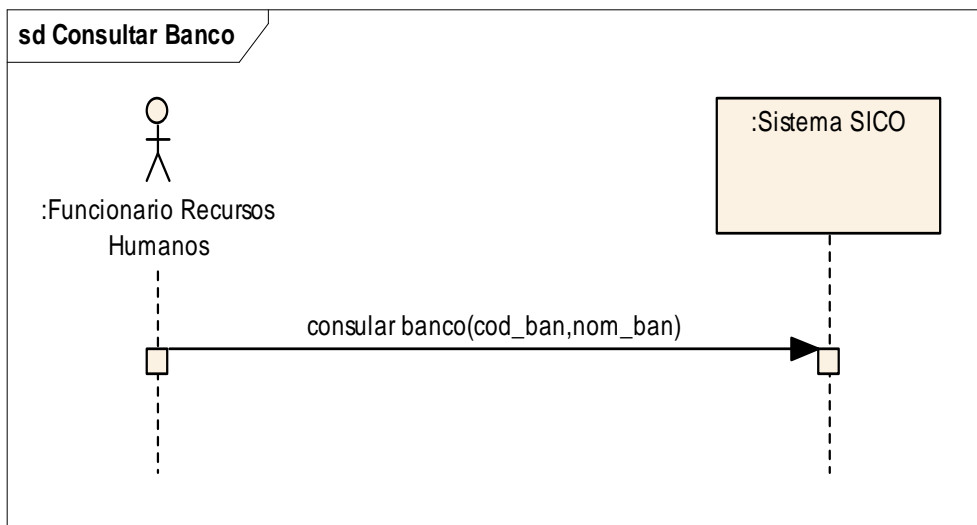 sd Consultar Banco
:Funcionario Recursos
Humanos
:Sistema SICO
consular banco(cod_ban,nom_ban)